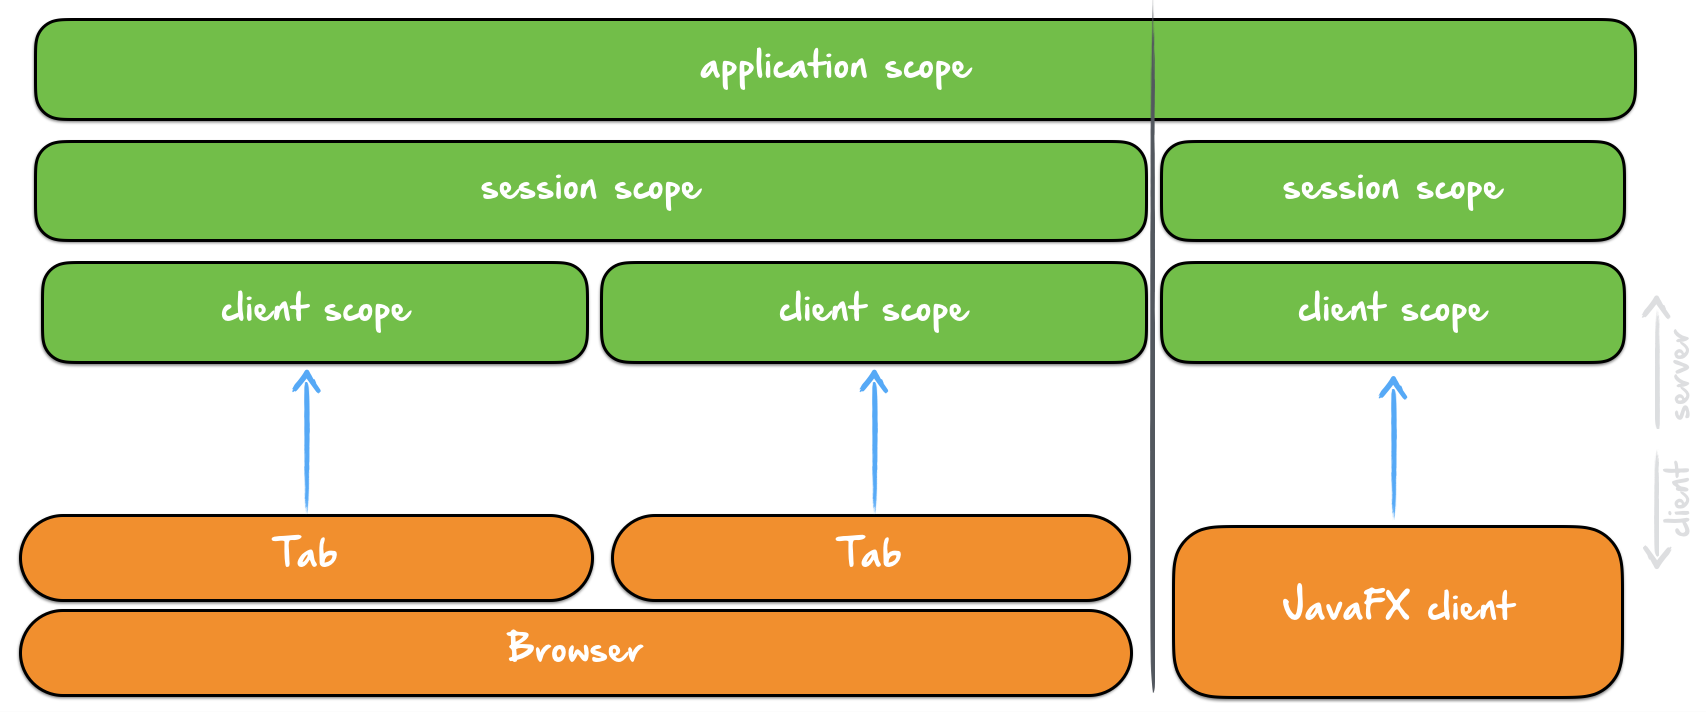 application scope
session scope
session scope
client scope
client scope
client scope
server
client
Tab
Tab
JavaFX client
Browser